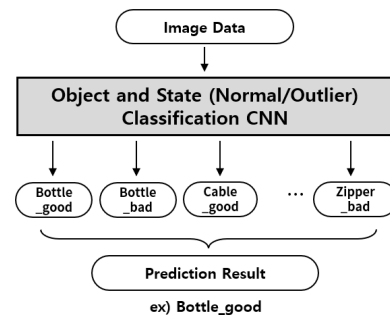 Image Data
Object and State (Normal/Outlier)
Classification CNN
Bottle
_good
Bottle
_bad
Cable
_good
...
Zipper
_bad
Prediction Result
ex) Bottle_good